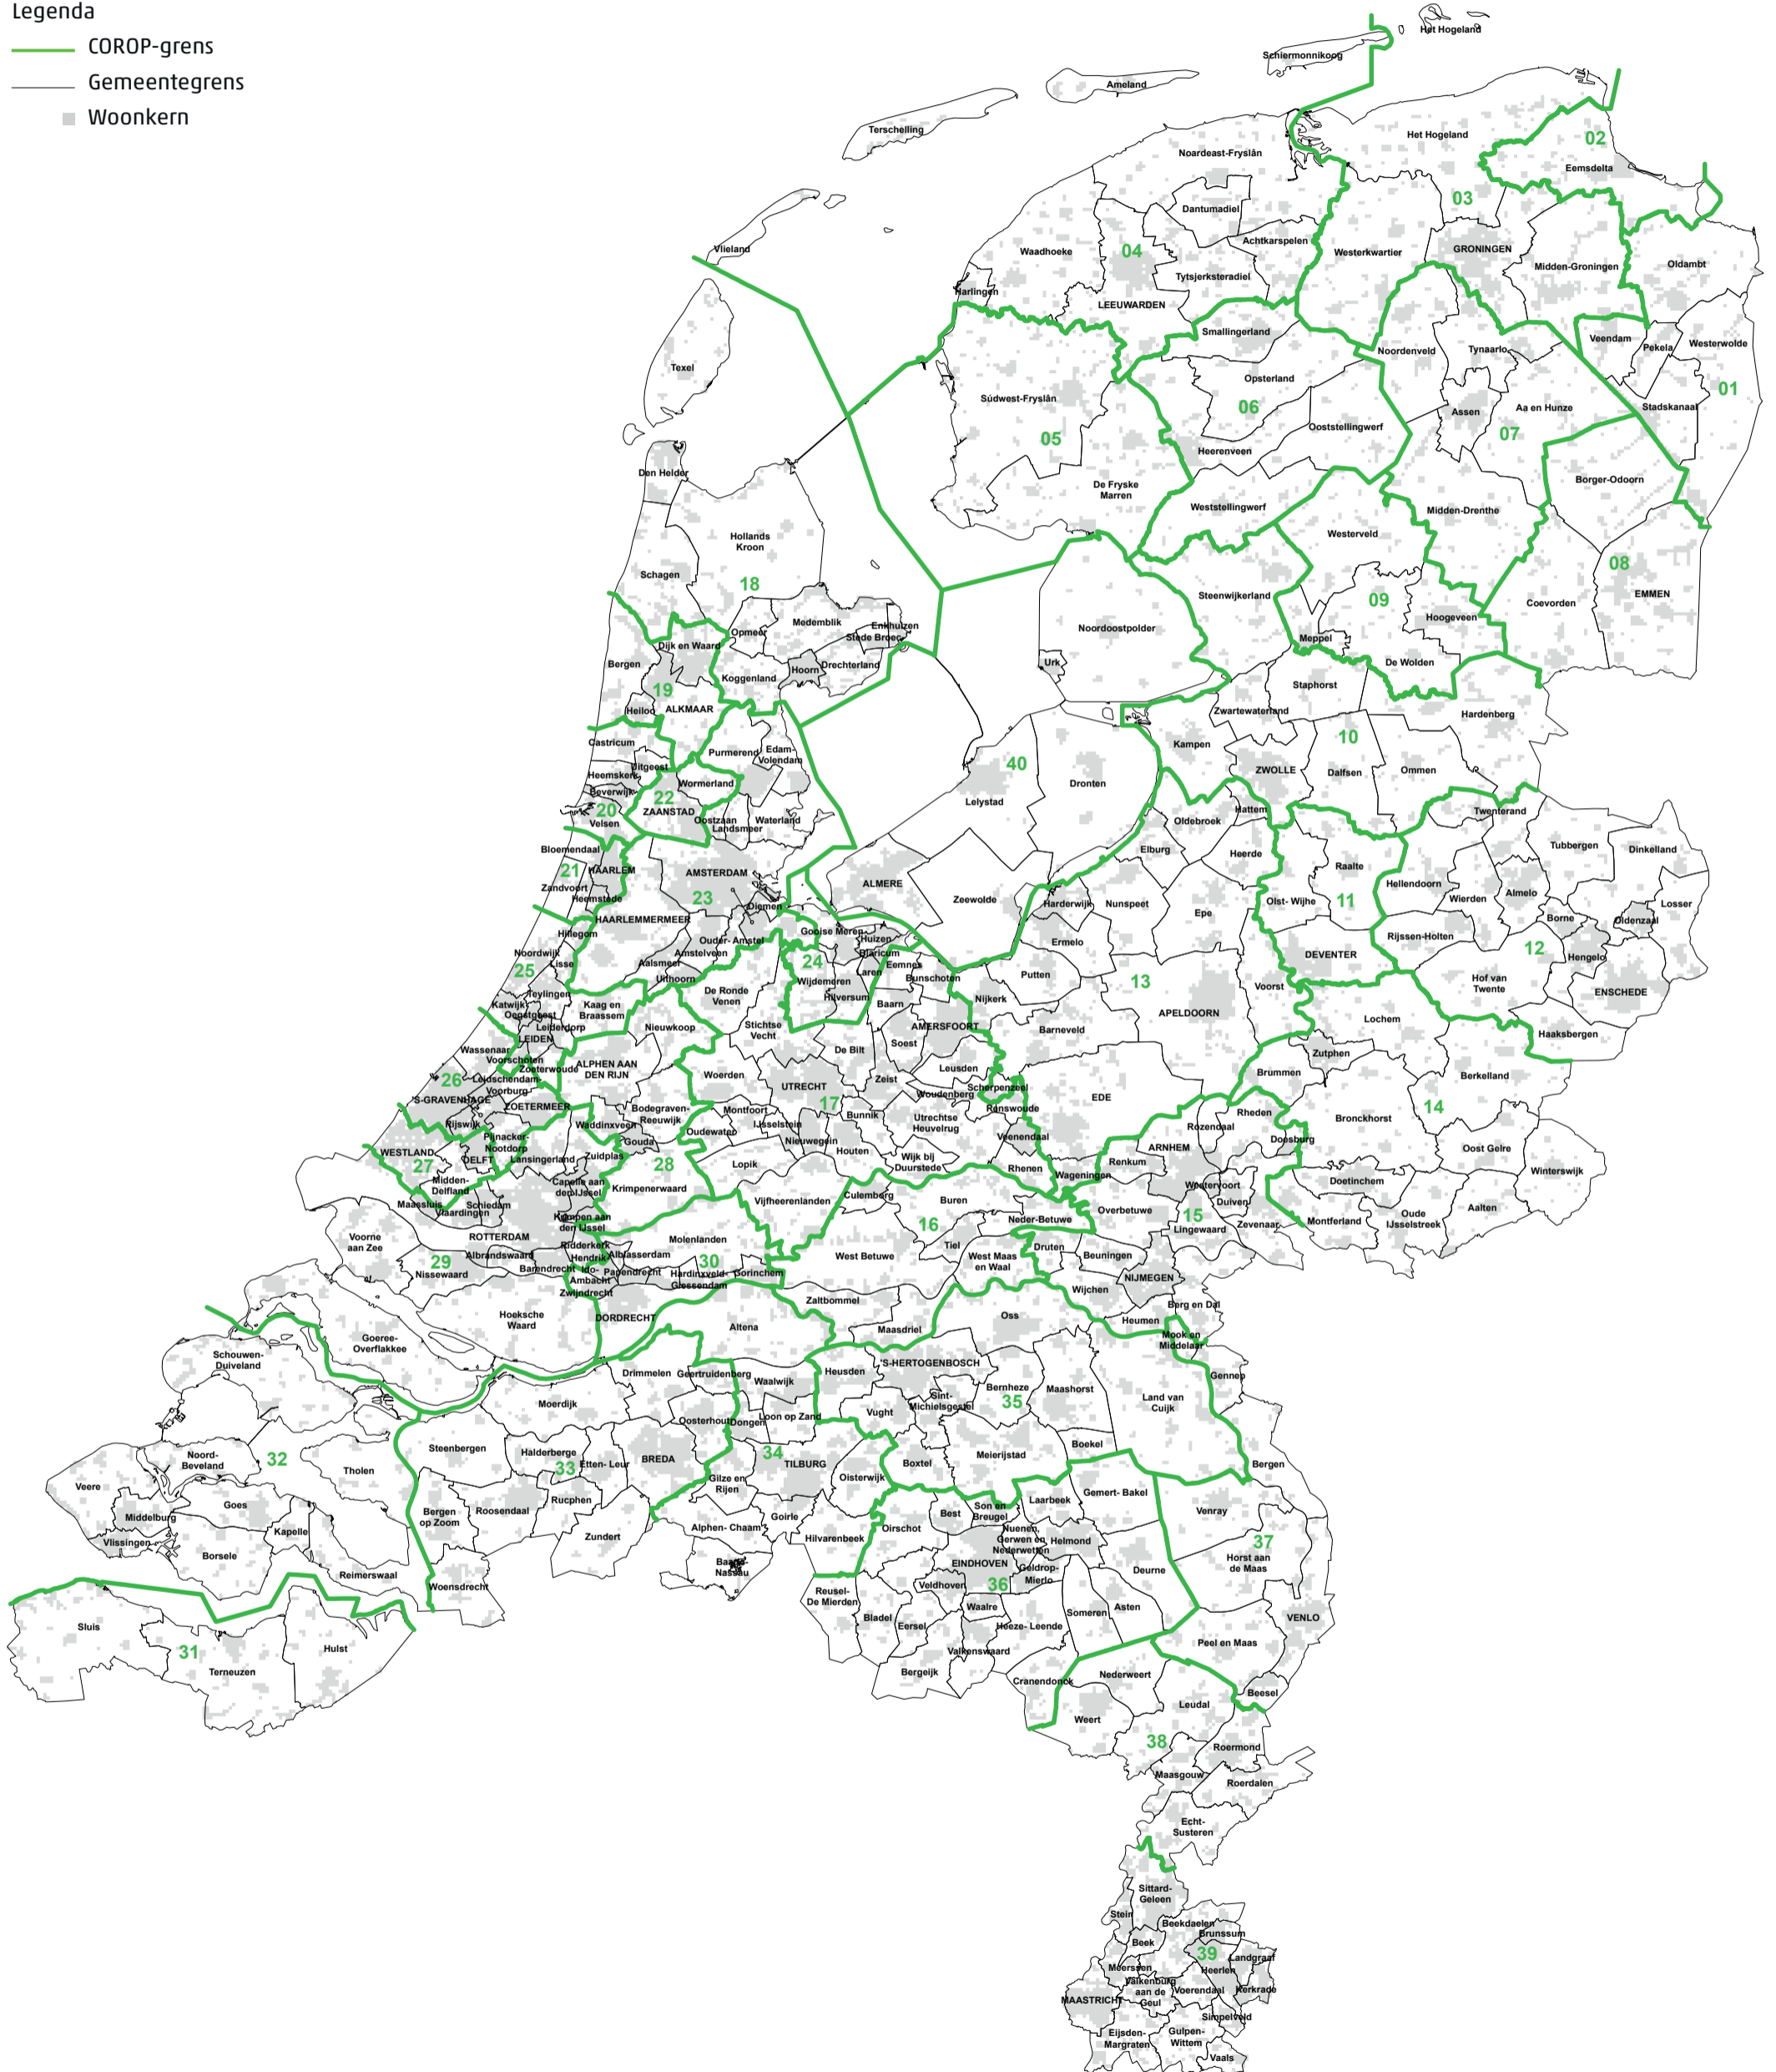 Legenda
COROP-grens
Gemeentegrens
Woonkern
Het Hogeland
Schiermonnikoog
Ameland
Terschelling
Vlieland
Texel
Noardeast-Fryslân
Het Hogeland
02
Eemsdelta
03
Dantumadiel
Waadhoeke
04
Achtkarspelen
Westerkwartier
GRONINGEN
Midden-Groningen
Oldambt
Tytsjerksteradiel
Harlingen
LEEUWARDEN
Smallingerland
Noordenveld
Tynaarlo
Veendam
Pekela
Westerwolde
01
Opsterland
Súdwest-Fryslân
06
Assen
Aa en Hunze
Stadskanaal
05
Ooststellingwerf
07
Heerenveen
Den Helder
De Fryske
Marren
Borger-Odoorn
Weststellingwerf
Midden-Drenthe
Westerveld
Hollands
Kroon
Schagen
18
08
Steenwijkerland
09
Coevorden
EMMEN
Hoogeveen
Noordoostpolder
Opmeer
Medemblik
Enkhuizen
Stede Broec
Meppel
Dijk en Waard
Bergen
Hoorn
Drechterland
Urk
De Wolden
Koggenland
19
Staphorst
Heiloo
ALKMAAR
Zwartewaterland
Hardenberg
Castricum
Purmerend
Edam-
Volendam
Kampen
10
Uitgeest
Heemskerk
Wormerland
40
Dronten
ZWOLLE
Dalfsen
Ommen
Beverwijk
22
Lelystad
20
ZAANSTAD
Velsen
Oostzaan
Landsmeer
Waterland
Hattem
Oldebroek
Twenterand
Bloemendaal
Elburg
Heerde
Tubbergen
Dinkelland
21
HAARLEM
AMSTERDAM
ALMERE
Raalte
Hellendoorn
Zandvoort
Heemstede
23
Zeewolde
Harderwijk
Nunspeet
Epe
Olst- Wijhe
11
Wierden
Almelo
Losser
Diemen
HAARLEMMERMEER
Borne
Oldenzaal
Hillegom
Gooise Meren
Huizen
Ermelo
Rijssen-Holten
Ouder- Amstel
Noordwijk
Lisse
Amstelveen
Blaricum
12
Hengelo
25
Aalsmeer
24
Laren
Eemnes
Bunschoten
Putten
DEVENTER
Uithoorn
Wijdemeren
13
Voorst
Hof van
Twente
ENSCHEDE
Teylingen
De Ronde
Venen
Hilversum
Baarn
Nijkerk
Katwijk
Oegstgeest
Kaag en
Braassem
APELDOORN
Lochem
Leiderdorp
Nieuwkoop
Stichtse
Vecht
AMERSFOORT
Barneveld
Haaksbergen
LEIDEN
Soest
Wassenaar
De Bilt
Zutphen
Voorschoten
Zoeterwoude
ALPHEN AAN
DEN RIJN
Leusden
Brummen
Berkelland
26
Leidschendam-
Voorburg
Woerden
UTRECHT
Zeist
Scherpenzeel
'S-GRAVENHAGE
ZOETERMEER
17
Woudenberg
Renswoude
EDE
14
Bodegraven-
Reeuwijk
Montfoort
IJsselstein
Bunnik
Utrechtse
Heuvelrug
Rheden
Bronckhorst
Rijswijk
Waddinxveen
Oudewater
Rozendaal
Pijnacker-
Nootdorp
Gouda
Nieuwegein
Veenendaal
Doesburg
WESTLAND
DELFT
Lansingerland
Zuidplas
Houten
ARNHEM
Oost Gelre
27
28
Lopik
Wijk bij
Duurstede
Rhenen
Wageningen
Renkum
Winterswijk
Midden-
Delfland
Capelle aan
den IJssel
Krimpenerwaard
Culemborg
Buren
Westervoort
Duiven
Doetinchem
Maassluis
Vlaardingen
Schiedam
Vijfheerenlanden
Overbetuwe
15
Aalten
Krimpen aan
den IJssel
Neder-Betuwe
Lingewaard
Zevenaar
Montferland
Oude
IJsselstreek
Voorne
aan Zee
ROTTERDAM
Molenlanden
16
Tiel
Druten
Beuningen
29
Albrandswaard
Ridderkerk
Hendrik-
Ido-
Ambacht
Alblasserdam
30
West Betuwe
West Maas
en Waal
NIJMEGEN
Nissewaard
Barendrecht
Papendrecht
Hardinxveld-
Giessendam
Gorinchem
Zwijndrecht
Zaltbommel
Wijchen
Hoeksche
Waard
DORDRECHT
Altena
Maasdriel
Oss
Heumen
Berg en Dal
Goeree-
Overflakkee
Mook en
Middelaar
Schouwen-
Duiveland
Drimmelen
Geertruidenberg
Waalwijk
Heusden
'S-HERTOGENBOSCH
Gennep
Moerdijk
Bernheze
Maashorst
Sint-
Michielsgestel
35
Land van
Cuijk
Oosterhout
Dongen
Loon op Zand
Vught
Noord-
Beveland
32
Steenbergen
Halderberge
BREDA
34
TILBURG
Meierijstad
Boekel
Tholen
33
Etten- Leur
Oisterwijk
Boxtel
Bergen
Veere
Goes
Gilze en
Rijen
Gemert- Bakel
Middelburg
Bergen
op Zoom
Roosendaal
Rucphen
Goirle
Laarbeek
Venray
Kapelle
Best
Son en
Breugel
Vlissingen
Zundert
Alphen- Chaam
Hilvarenbeek
Oirschot
Nuenen,
Gerwen en
Nederwetten
Helmond
37
Borsele
Reimerswaal
Baarle-
Nassau
EINDHOVEN
Geldrop-
Mierlo
Deurne
Horst aan
de Maas
Woensdrecht
Reusel-
De Mierden
Veldhoven
36
Bladel
Waalre
Someren
Asten
VENLO
Sluis
Eersel
Heeze- Leende
31
Hulst
Valkenswaard
Peel en Maas
Terneuzen
Bergeijk
Cranendonck
Nederweert
Beesel
Weert
Leudal
38
Roermond
Maasgouw
Roerdalen
Echt-
Susteren
Sittard-
Geleen
Stein
Beekdaelen
Brunssum
Beek
39
Landgraaf
Meerssen
Heerlen
Valkenburg
aan de
Geul
Voerendaal
Kerkrade
MAASTRICHT
Simpelveld
Eijsden-
Margraten
Gulpen-
Wittem
Vaals